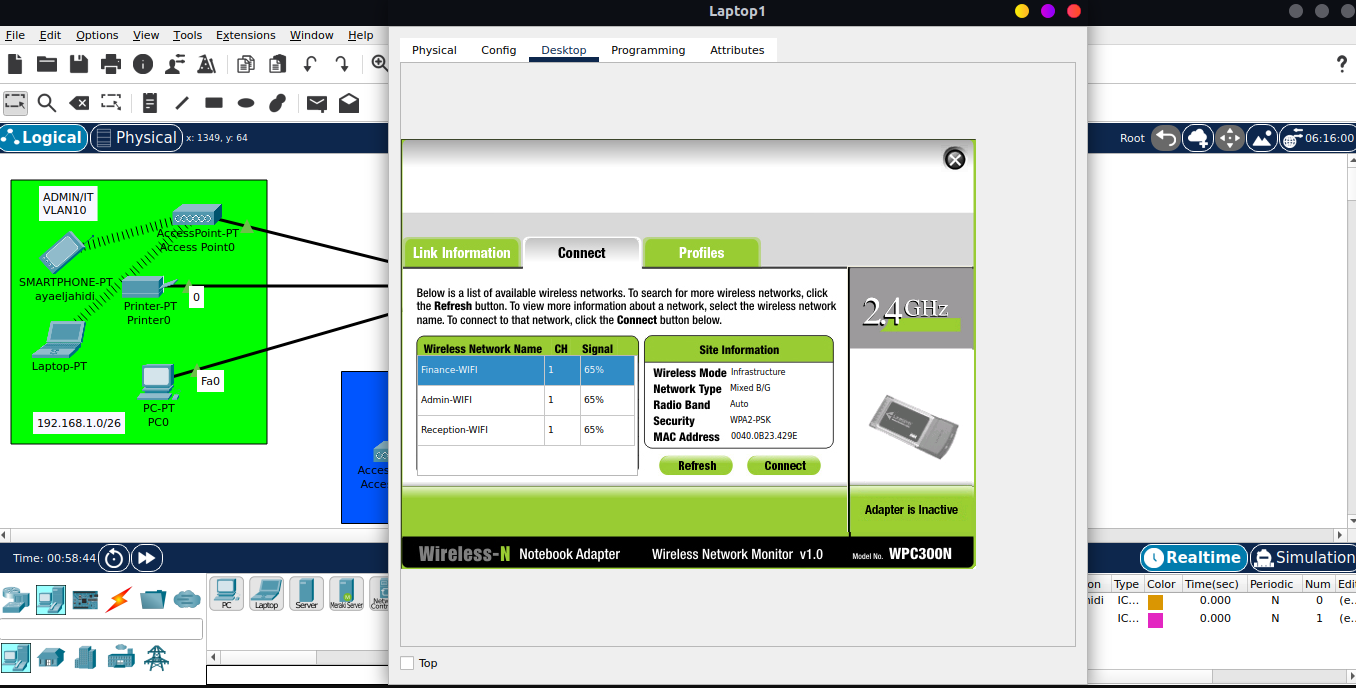 Laptop1
File Edit Options View Tools Extensions Window Help
Physical Config Desktop Programming Attributes
?
Logical Physical x: 1349, y: 64
Root 06:16:00
ADMIN/IT
VLAN10
AccessPoint-PT
Access Point0
SMARTPHONE-PT
ayaeljahidi
Printer-PT
Printer0
0
Laptop-PT
Fa0
PC-PT
PC0
192.168.1.0/26
Acces
Acce
Link Information Connect Profiles
Below is a list of available wireless networks. To search for more wireless networks, click
the Refresh button. To view more information about a network, select the wireless network
name. To connect to that network, click the Connect button below.
2.4GHz
Wireless Network Name CH Signal
Finance-WIFI 1 65%
Admin-WIFI 1 65%
Reception-WIFI 1 65%
Site Information
Wireless Mode Infrastructure
Network Type Mixed B/G
Radio Band Auto
Security WPA2-PSK
MAC Address 0040.0B23.429E
Refresh Connect
Adapter is Inactive
Wireless-N Notebook Adapter Wireless Network Monitor v1.0 Model No. WPC300N
Top
Time: 00:58:44
Realtime Simulation
PC Laptop Server Meraki Server
on Type Color Time(sec) Periodic Num Edi
hidi IC... 0.000 N 0 (e..
IC... 0.000 N 1 (e..